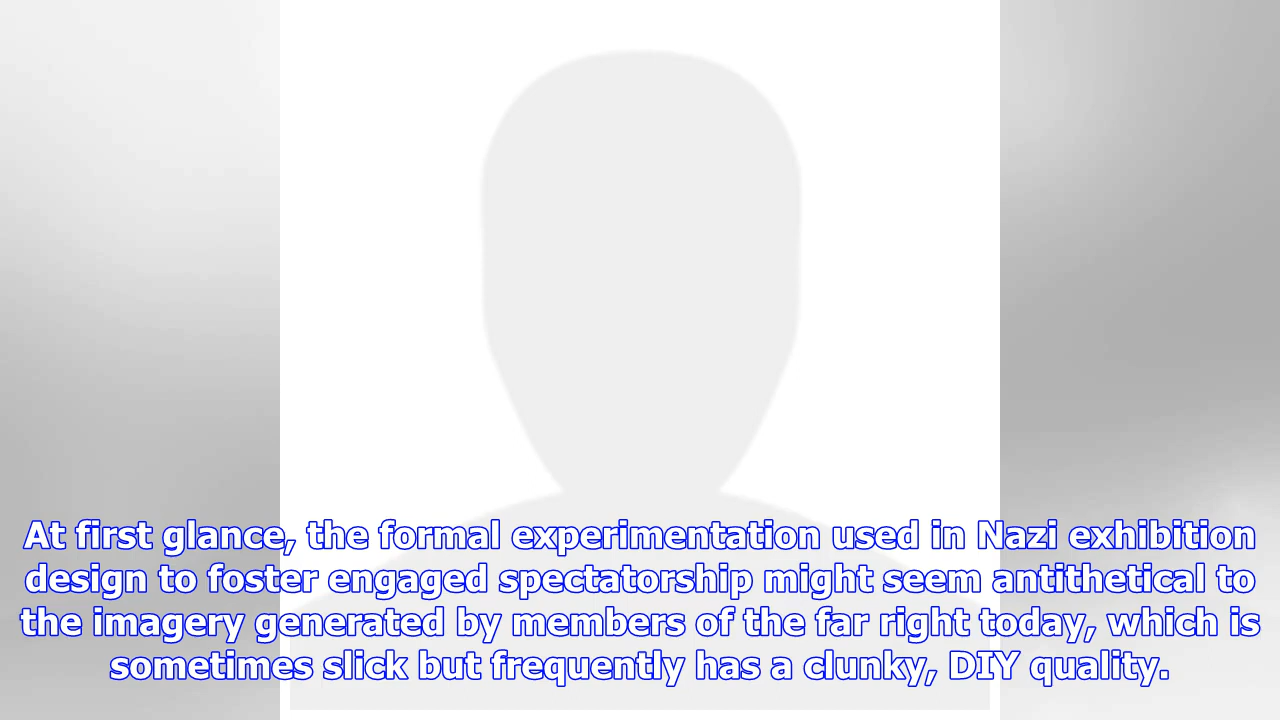 At first glance, the formal experimentation used in Nazi exhibition
design to foster engaged spectatorship might seem antithetical to
the imagery generated by members of the far right today, which is
sometimes slick but frequently has a clunky, DIY quality.